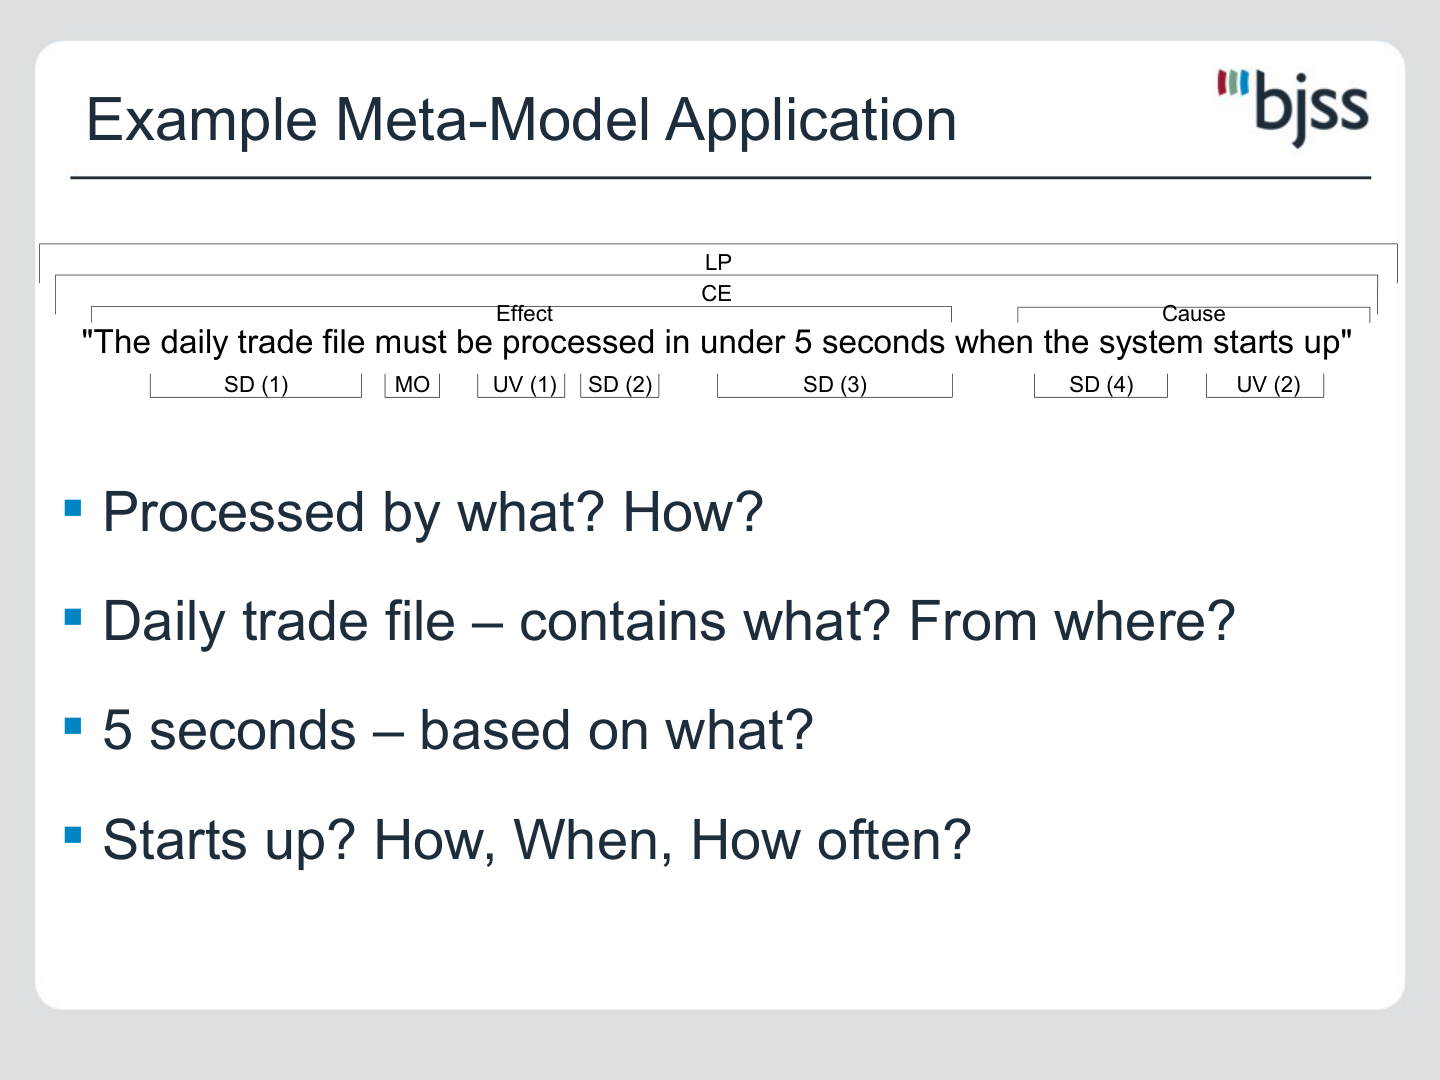 Example Meta-Model Application
bjss
LP
CE
Effect
Cause
"The daily trade file must be processed in under 5 seconds when the system starts up"
SD (1) MO UV (1) SD (2) SD (3) SD (4) UV (2)
Processed by what? How?
Daily trade file – contains what? From where?
5 seconds – based on what?
Starts up? How, When, How often?